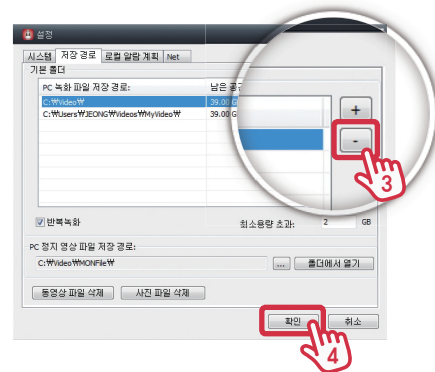 설정
시스템 저장 경로 로컬 알람 계획 Net
기본 폴더
PC 녹화 파일 저장 경로: 남은 공
C:₩Video₩ 39.00 G
C:₩Users₩JEONG₩Videos₩MyVideo₩ 39.00 G
+
-
3
반복녹화 최소용량 초과: 2 GB
PC 정지 영상 파일 저장 경로:
C:₩Video₩MONFile₩ ... 폴더에서 열기
동영상 파일 삭제 사진 파일 삭제
확인 취소
4